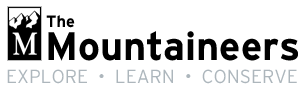 M The
Mountaineers
EXPLORE • LEARN • CONSERVE